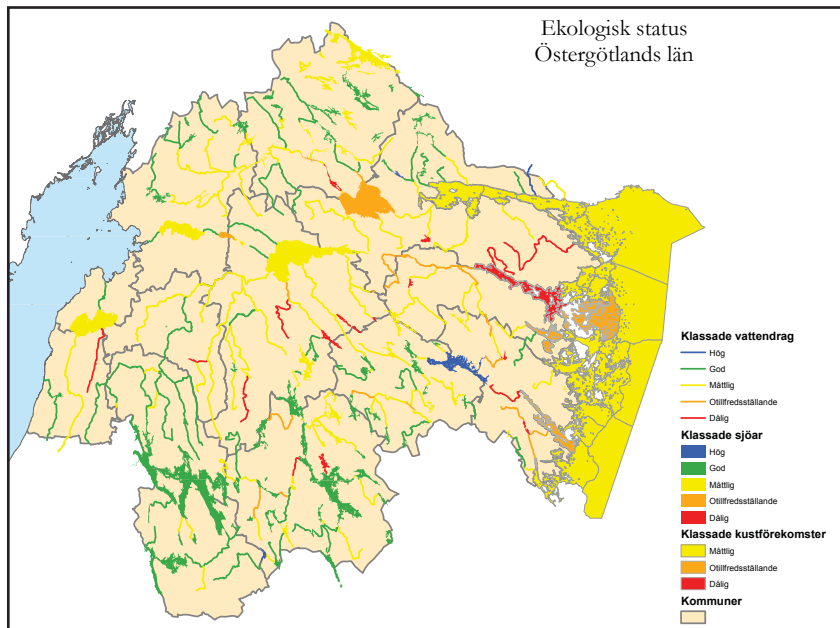 Ekologisk status
Östergötlands län
Klassade vattendrag
Hög
God
Måttlig
Otillfredsställande
Dålig
Klassade sjöar
Hög
God
Måttlig
Otillfredsställande
Dålig
Klassade kustförekomster
Måttlig
Otillfredsställande
Dålig
Kommuner